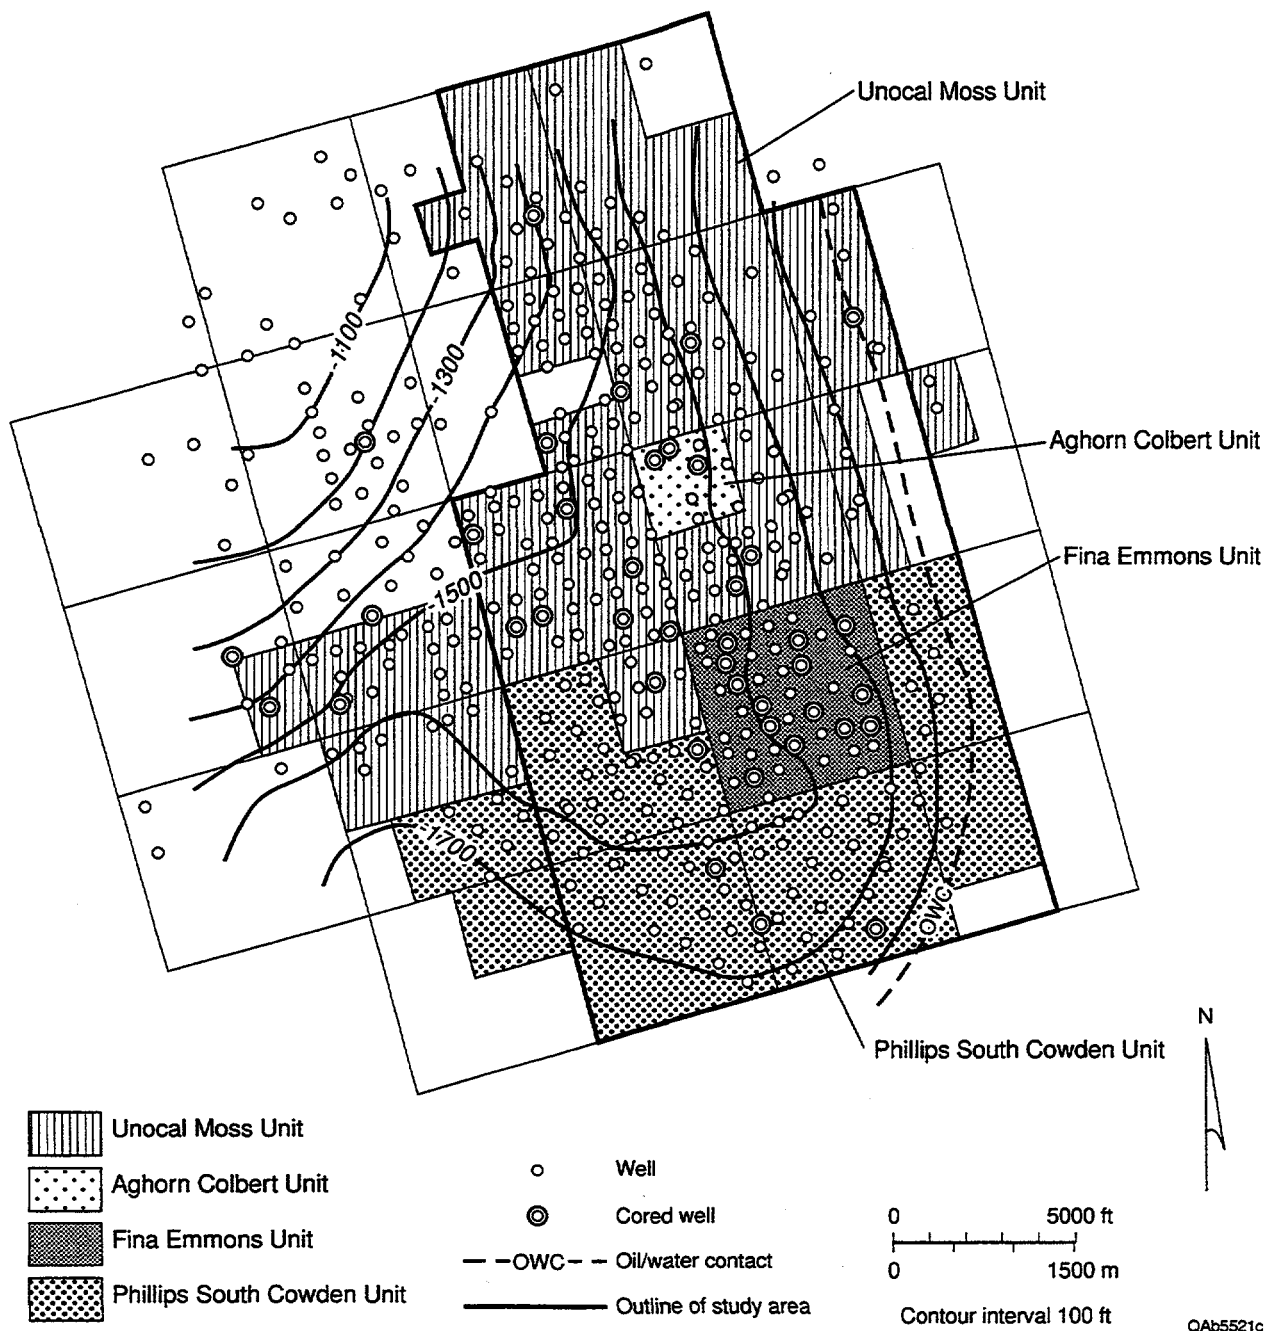 Unocal Moss Unit
-1100
-1300
Aghorn Colbert Unit
Fina Emmons Unit
-1500
-1700
OWC
Phillips South Cowden Unit
N
Unocal Moss Unit
Aghorn Colbert Unit
Fina Emmons Unit
Phillips South Cowden Unit
Well
Cored well
OWC Oil/water contact
Outline of study area
0 5000 ft
0 1500 m
Contour interval 100 ft
QAb5521c